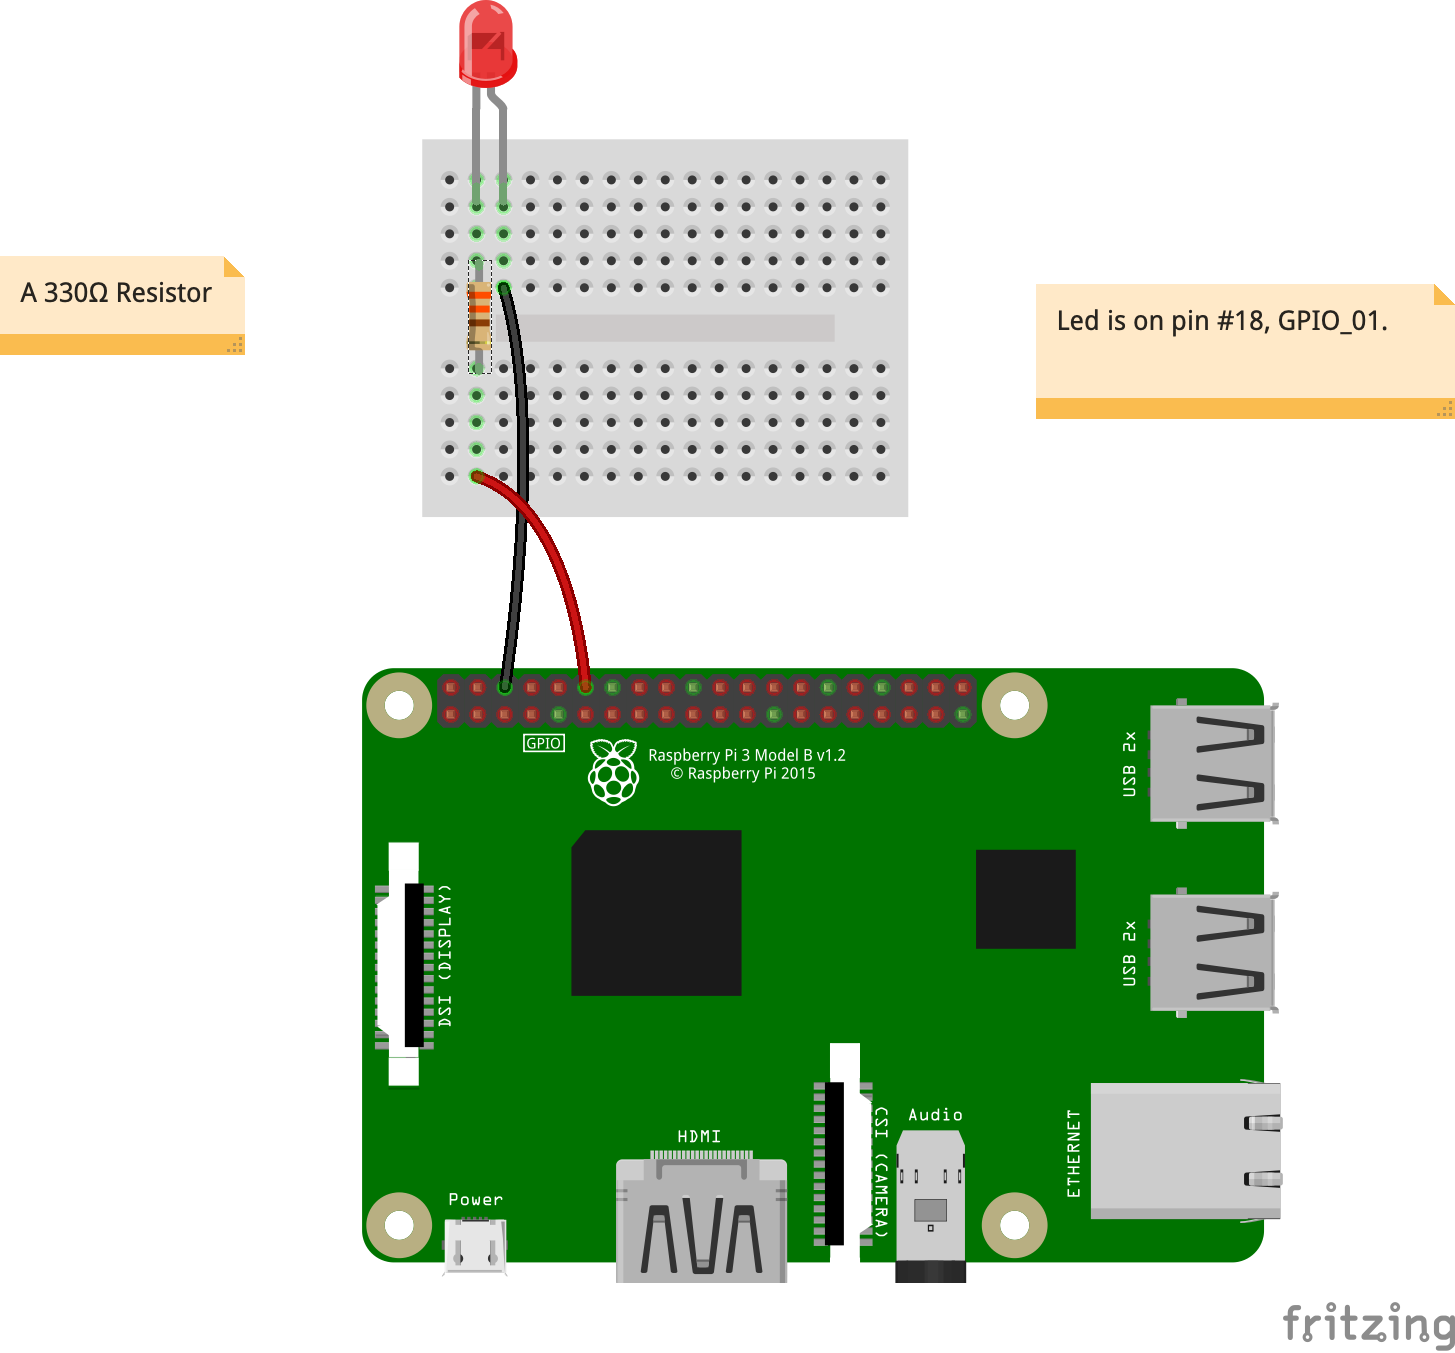 A 330Ω Resistor
Led is on pin #18, GPIO_01.
GPIO
Raspberry Pi 3 Model B v1.2
© Raspberry Pi 2015
USB 2x
DSI (DISPLAY)
USB 2x
HDMI
CSI (CAMERA)
Audio
ETHERNET
Power
fritzing